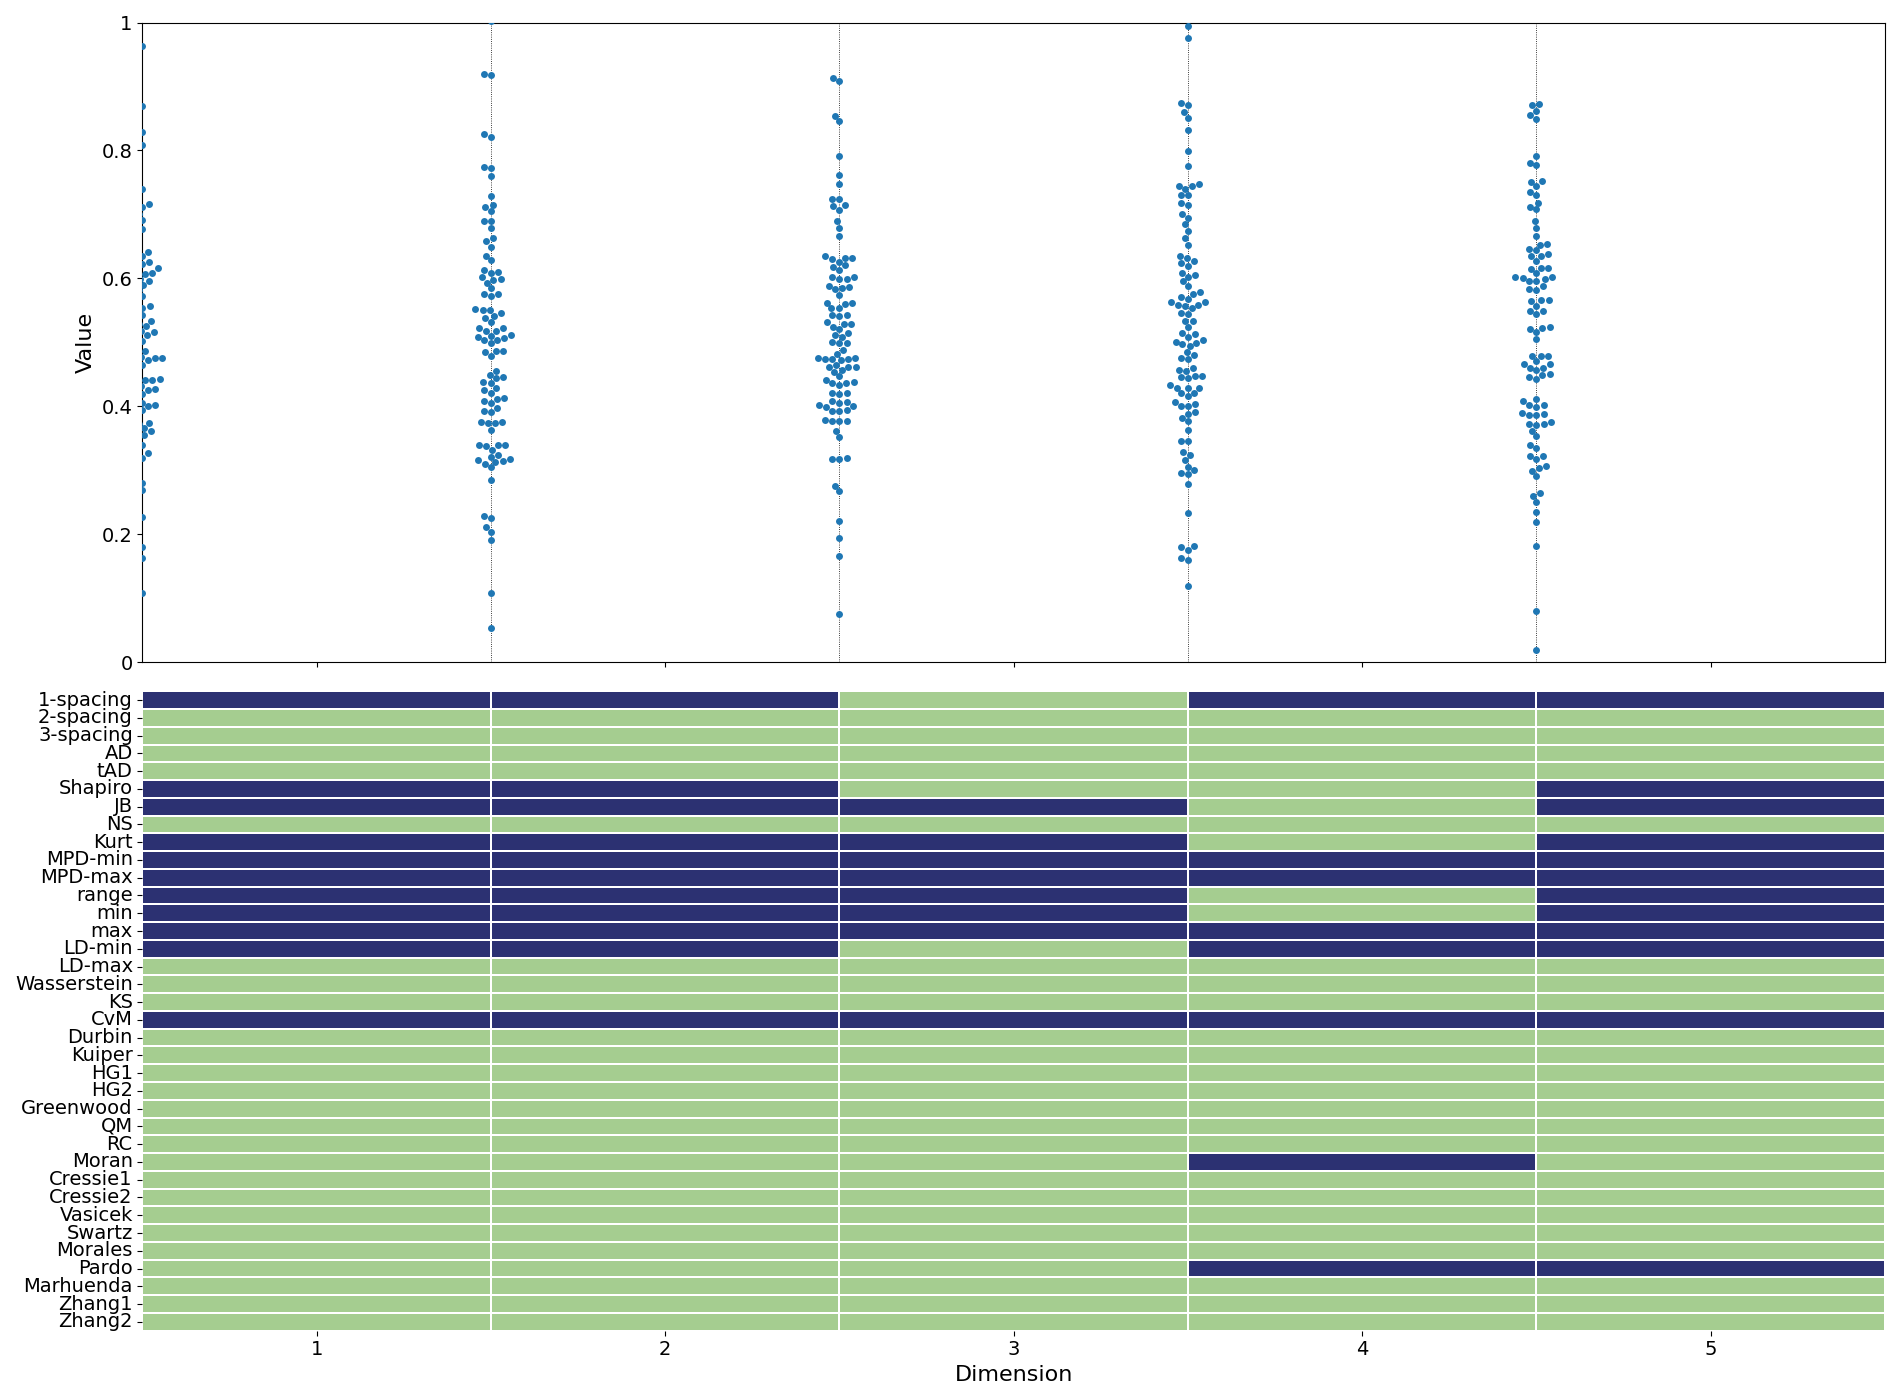 1
0.8
0.6
0.4
0.2
0
Value
1-spacing
2-spacing
3-spacing
AD
tAD
Shapiro
JB
NS
Kurt
MPD-min
MPD-max
range
min
max
LD-min
LD-max
Wasserstein
KS
CvM
Durbin
Kuiper
HG1
HG2
Greenwood
QM
RC
Moran
Cressie1
Cressie2
Vasicek
Swartz
Morales
Pardo
Marhuenda
Zhang1
Zhang2
1 2 3 4 5
Dimension